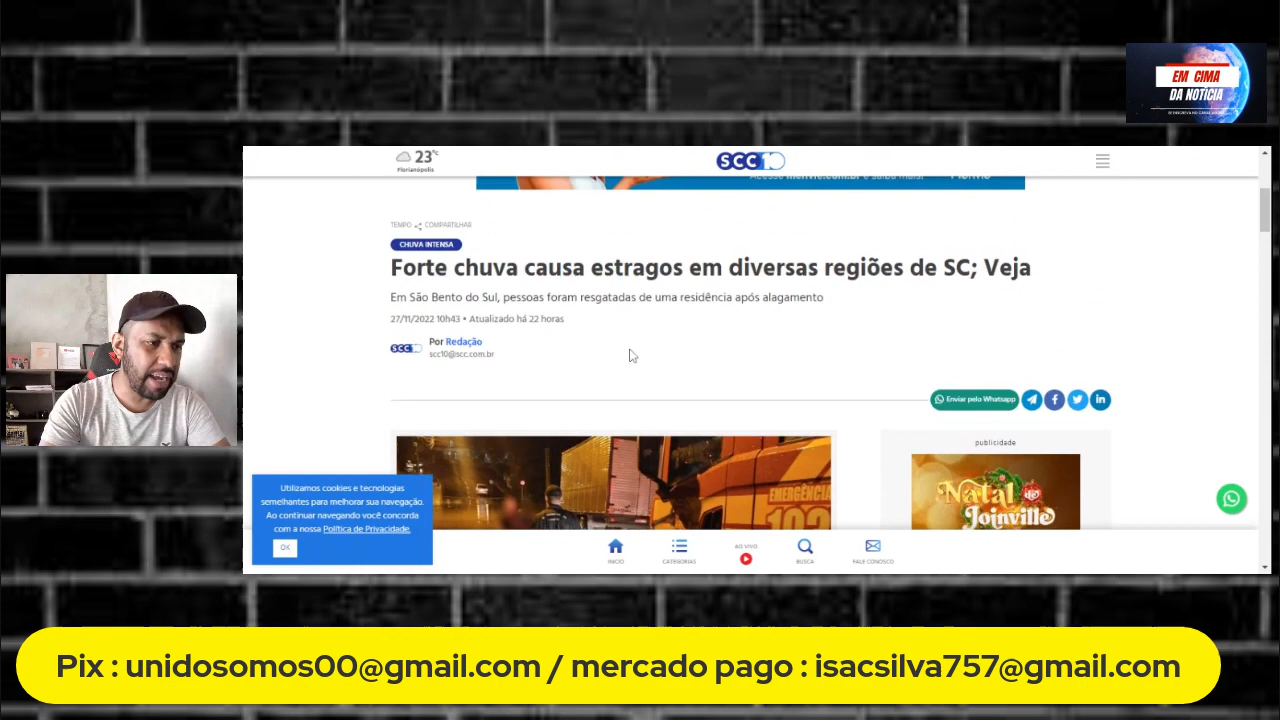 EM CIMA
DA NOTÍCIA
23°c
Florianópolis
SCC10
TEMPO COMPARTILHAR
CHUVA INTENSA
Forte chuva causa estragos em diversas regiões de SC; Veja
Em São Bento do Sul, pessoas foram resgatadas de uma residência após alagamento
27/11/2022 10h43 • Atualizado há 22 horas
SCC10
Por Redação
scc10@scc.com.br
Enviar pelo Whatsapp
publicidade
EMERGÊNCIA
193
Natal de
Joinville
Utilizamos cookies e tecnologias
semelhantes para melhorar sua navegação.
Ao continuar navegando você concorda
com a nossa Política de Privacidade.
OK
INICIO
CATEGORIAS
AO VIVO
BUSCA
FALE CONOSCO
Pix : unidosomos00@gmail.com / mercado pago : isacsilva757@gmail.com